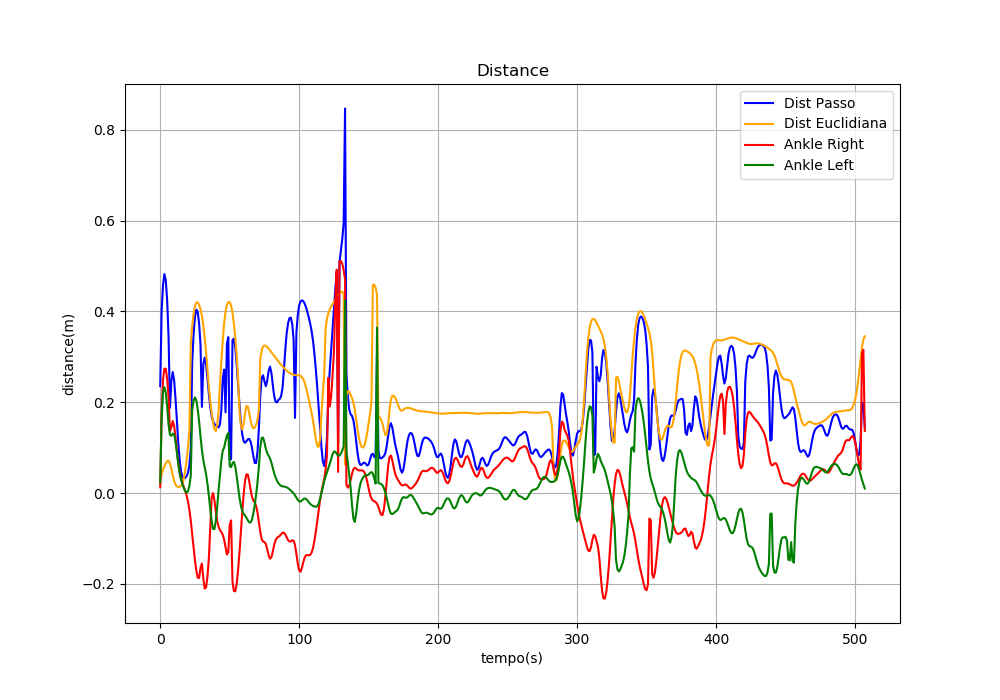 Distance
Dist Passo
Dist Euclidiana
Ankle Right
Ankle Left
distance(m)
0.8
0.6
0.4
0.2
0.0
−0.2
0 100 200 300 400 500
tempo(s)